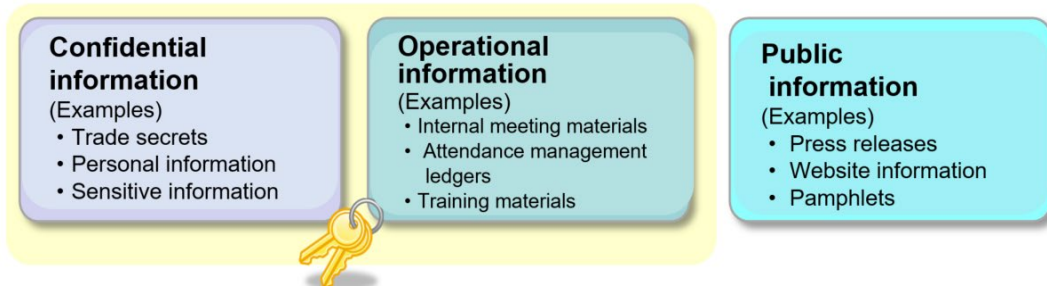 Confidential
information
(Examples)
• Trade secrets
• Personal information
• Sensitive information
Operational
information
(Examples)
• Internal meeting materials
• Attendance management
ledgers
• Training materials
Public
information
(Examples)
• Press releases
• Website information
• Pamphlets